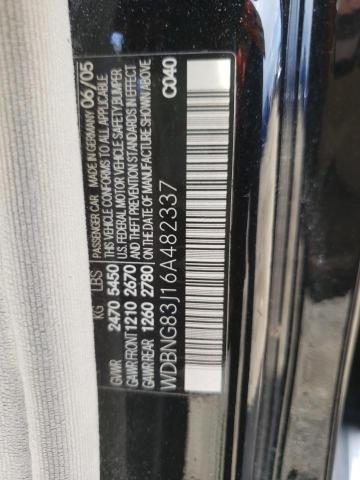 PASSENGER CAR MADE IN GERMANY 06/05
KG LBS THIS VEHICLE CONFORMS TO ALL APPLICABLE
GVWR 2470 5450 U.S. FEDERAL MOTOR VEHICLE SAFETY BUMPER
GAWR FRONT 1210 2670 AND THEFT PREVENTION STANDARDS IN EFFECT
GAWR REAR 1260 2780 ON THE DATE OF MANUFACTURE SHOWN ABOVE
WDBNG83J16A482337 C040